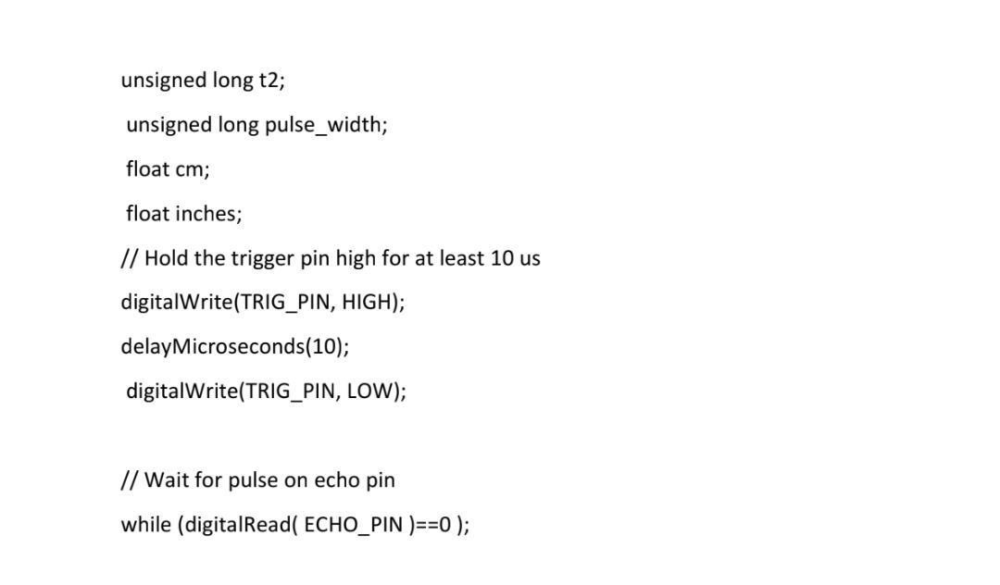 unsigned long t2;
unsigned long pulse_width;
float cm;
float inches;
// Hold the trigger pin high for at least 10 us
digitalWrite(TRIG_PIN, HIGH);
delayMicroseconds(10);
digitalWrite(TRIG_PIN, LOW);
// Wait for pulse on echo pin
while (digitalRead( ECHO_PIN )==0 );